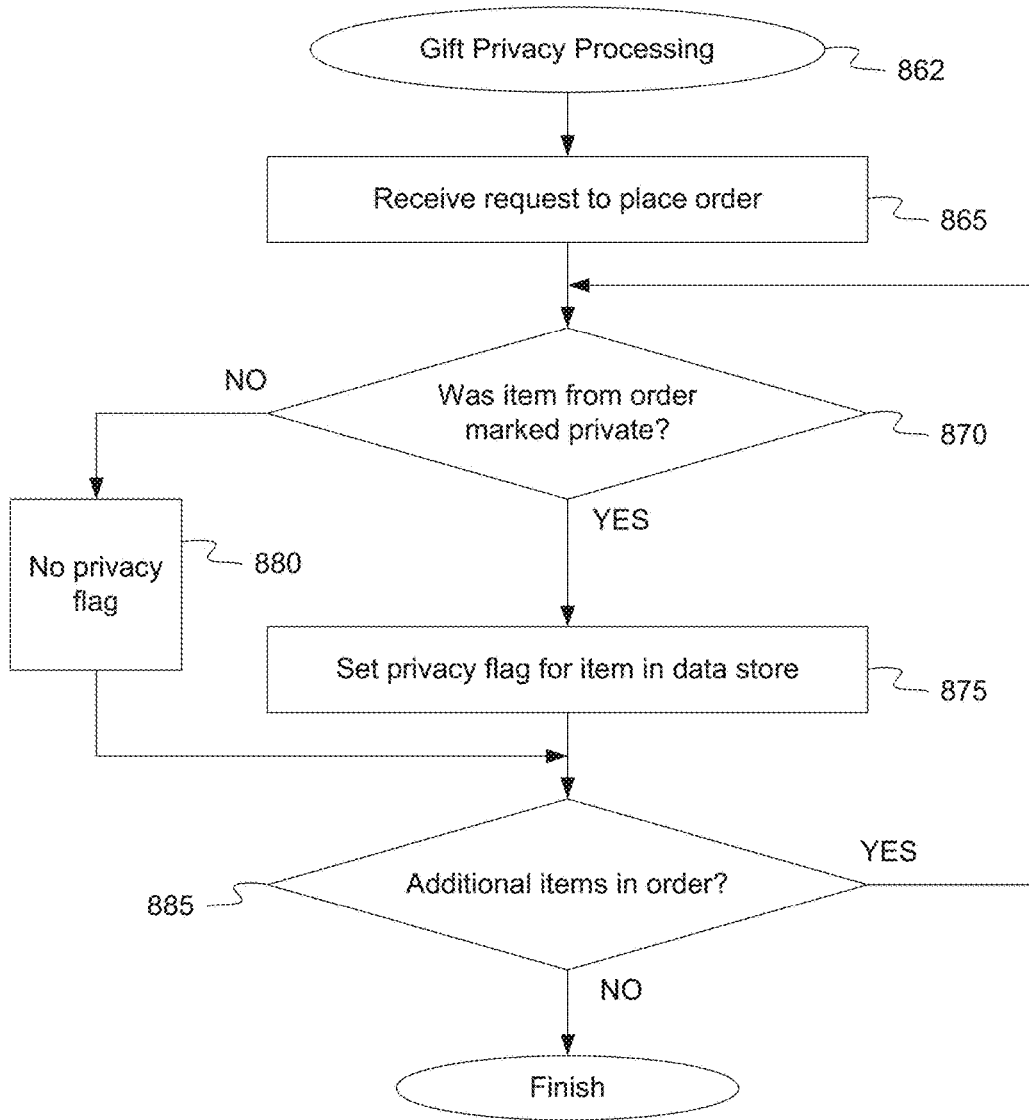 Gift Privacy Processing
862
Receive request to place order
865
NO
Was item from order
marked private?
870
YES
No privacy
flag
880
Set privacy flag for item in data store
875
YES
Additional items in order?
885
NO
Finish